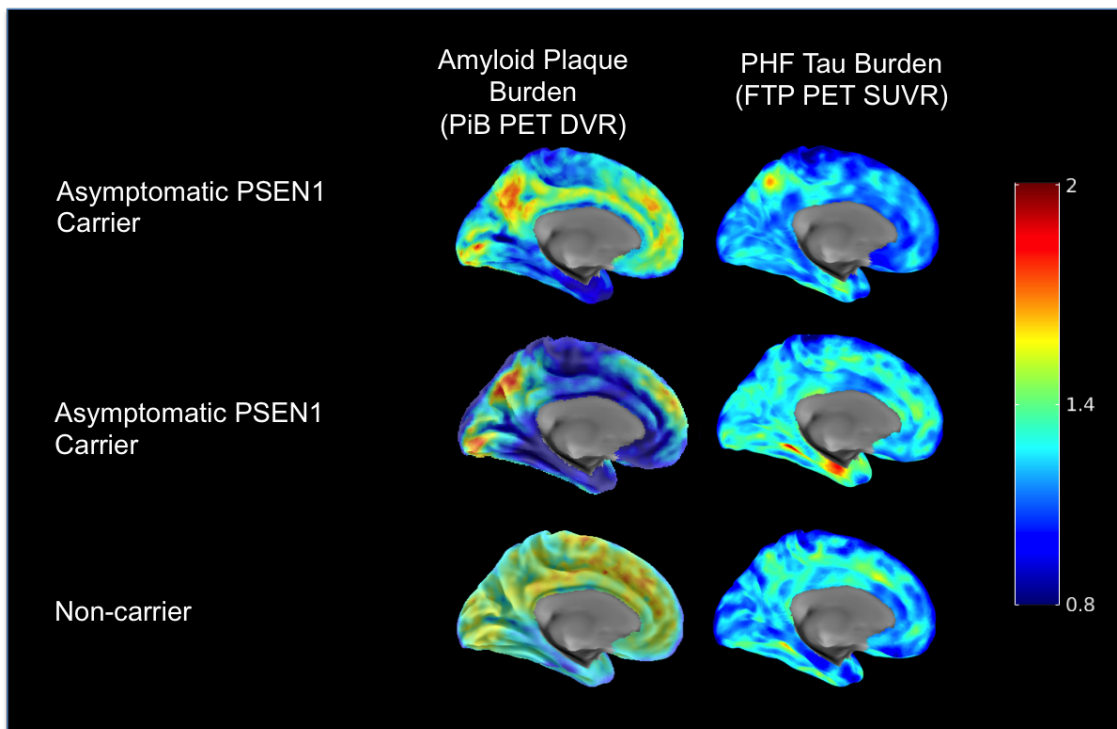 Amyloid Plaque
Burden
(PiB PET DVR)
PHF Tau Burden
(FTP PET SUVR)
Asymptomatic PSEN1
Carrier
2
Asymptomatic PSEN1
Carrier
1.4
Non-carrier
0.8